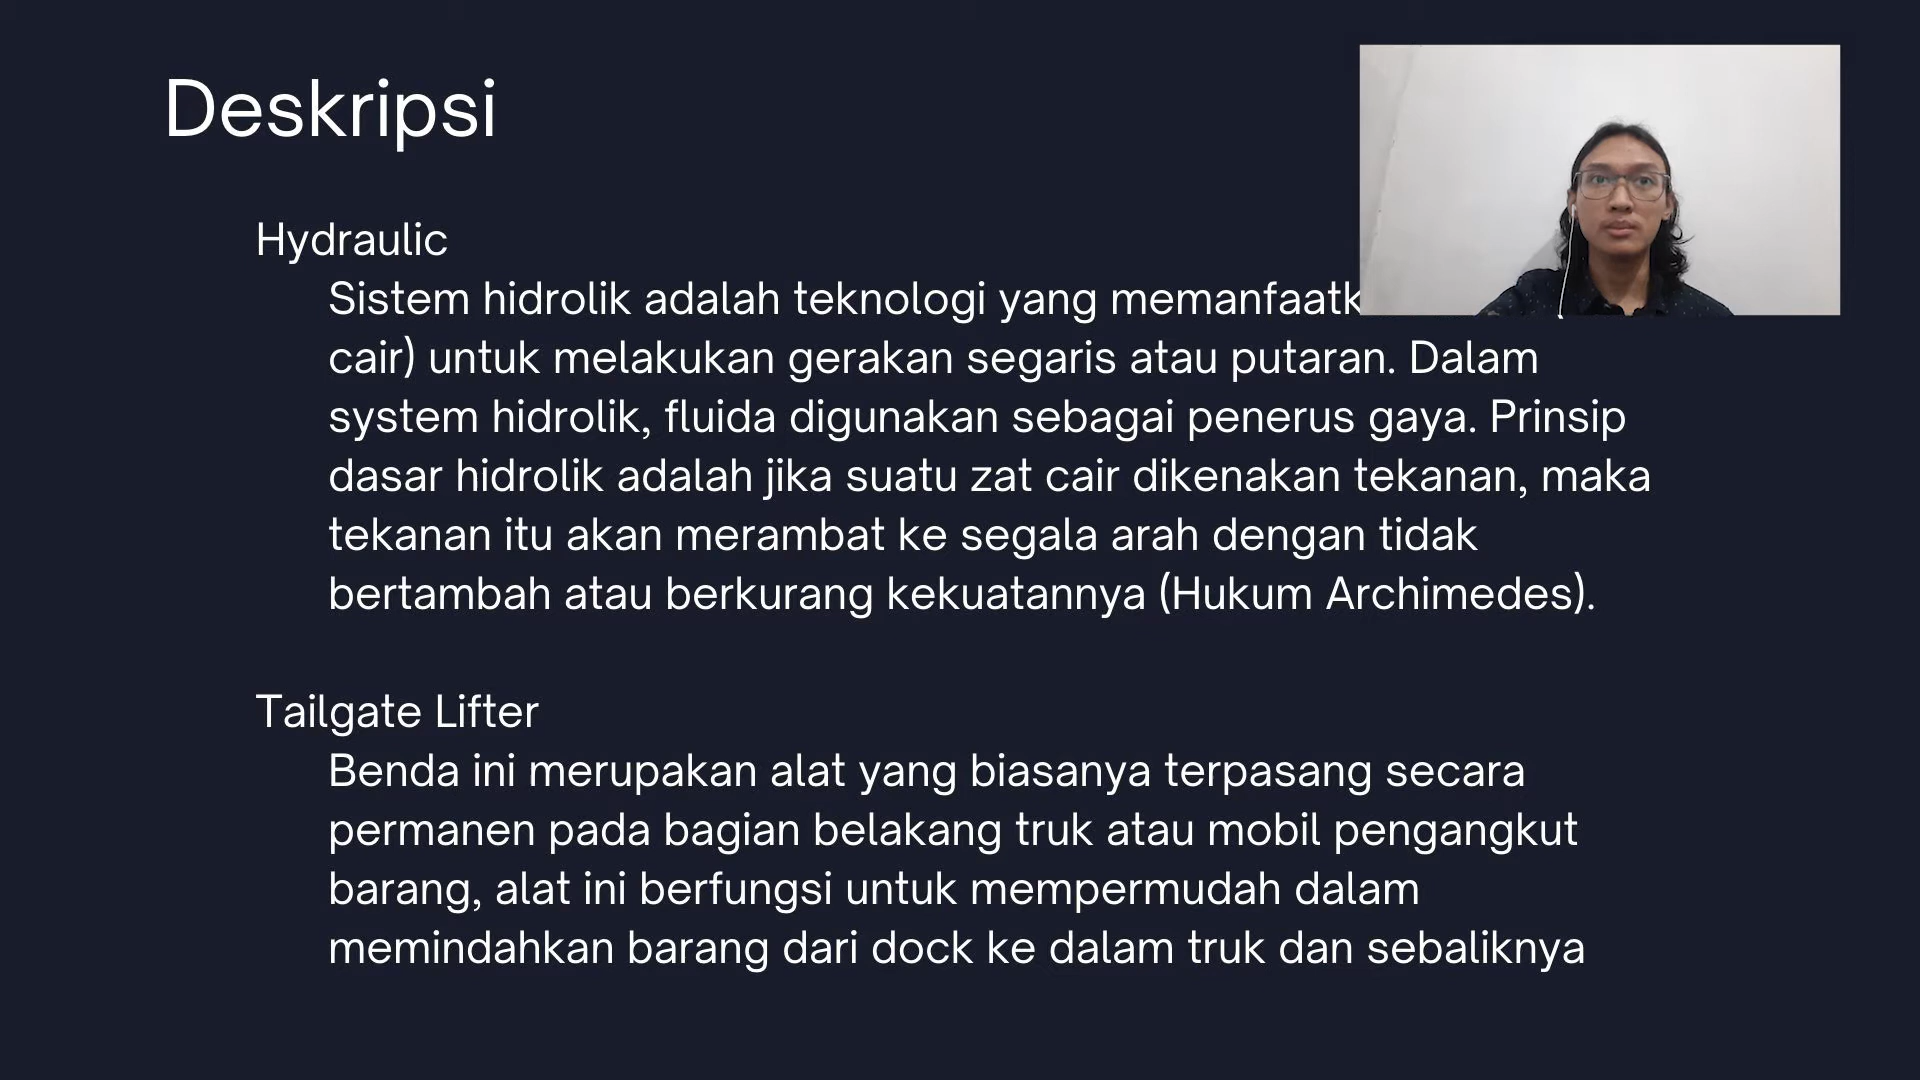 Deskripsi
Hydraulic
Sistem hidrolik adalah teknologi yang
cair) untuk melakukan gerakan segaris atau putaran. Dalam
system hidrolik, fluida digunakan sebagai penerus gaya. Prinsip
dasar hidrolik adalah jika suatu zat cair dikenakan tekanan, maka
tekanan itu akan merambat ke segala arah dengan tidak
bertambah atau berkurang kekuatannya (Hukum Archimedes).
Tailgate Lifter
Benda ini merupakan alat yang biasanya terpasang secara
permanen pada bagian belakang truk atau mobil pengangkut
barang, alat ini berfungsi untuk mempermudah dalam
memindahkan barang dari dock ke dalam truk dan sebaliknya